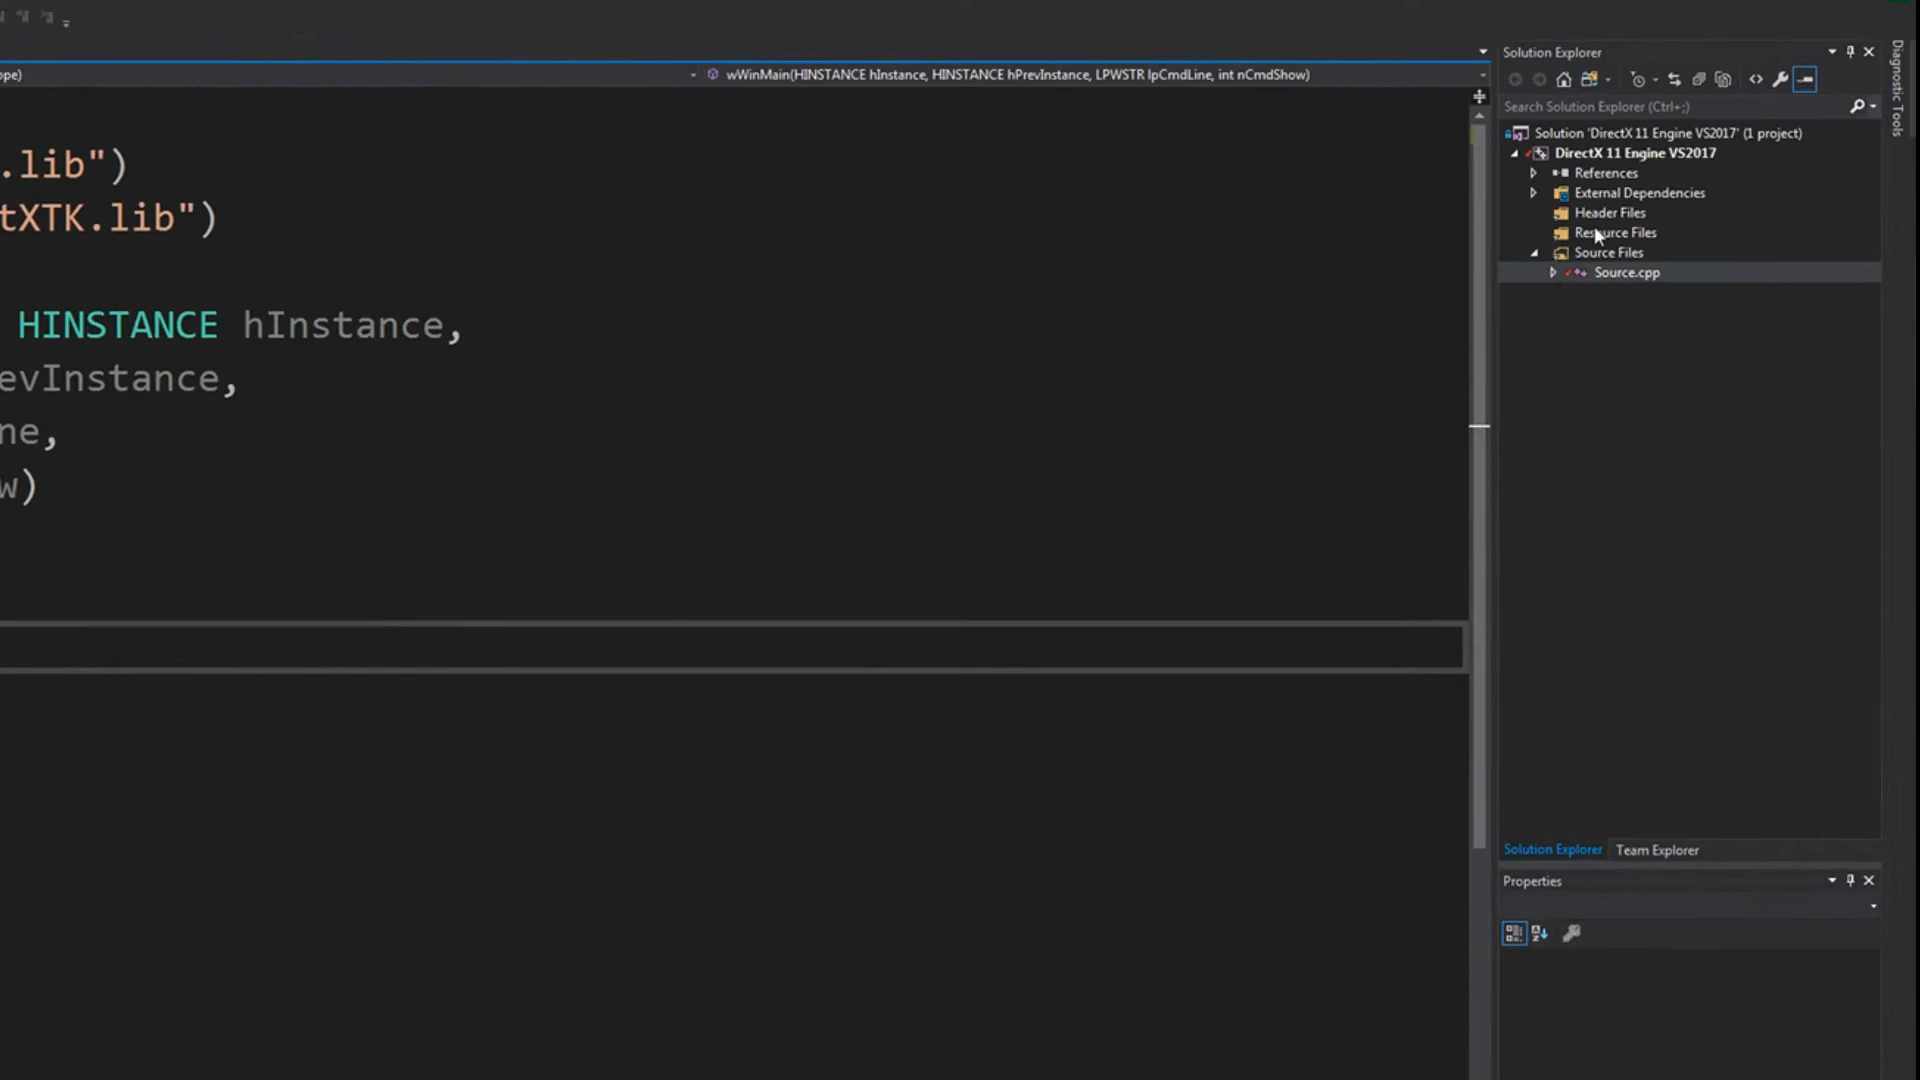 ope)
wWinMain(HINSTANCE hInstance, HINSTANCE hPrevInstance, LPWSTR lpCmdLine, int nCmdShow)
.lib")
tXTK.lib")
HINSTANCE hInstance,
evInstance,
ne,
w)
Solution Explorer
Search Solution Explorer (Ctrl+;)
Solution 'DirectX 11 Engine VS2017' (1 project)
DirectX 11 Engine VS2017
References
External Dependencies
Header Files
Resource Files
Source Files
Source.cpp
Solution Explorer Team Explorer
Properties
Diagnostic Tools